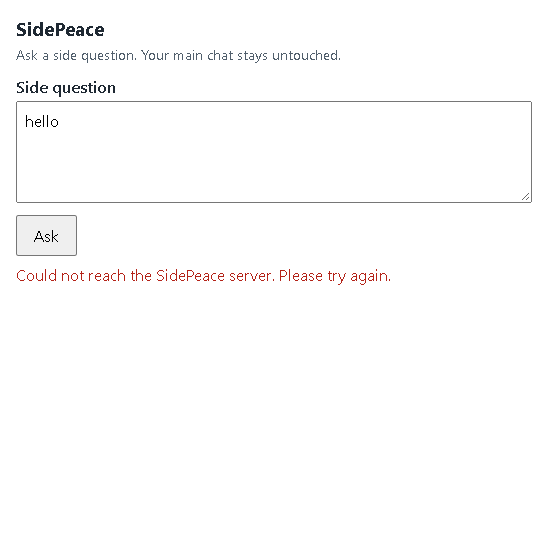 SidePeace
Ask a side question. Your main chat stays untouched.
Side question
hello
Ask
Could not reach the SidePeace server. Please try again.